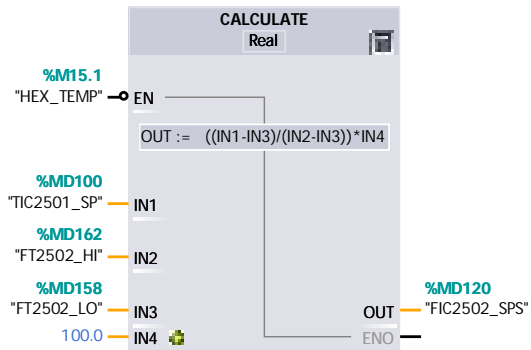 CALCULATE
Real
%M15.1
"HEX_TEMP" EN
OUT := ((IN1-IN3)/(IN2-IN3))*IN4
%MD100
"TIC2501_SP" IN1
%MD162
"FT2502_HI" IN2
%MD158 %MD120
"FT2502_LO" IN3 OUT "FIC2502_SPS"
100.0 IN4 ENO